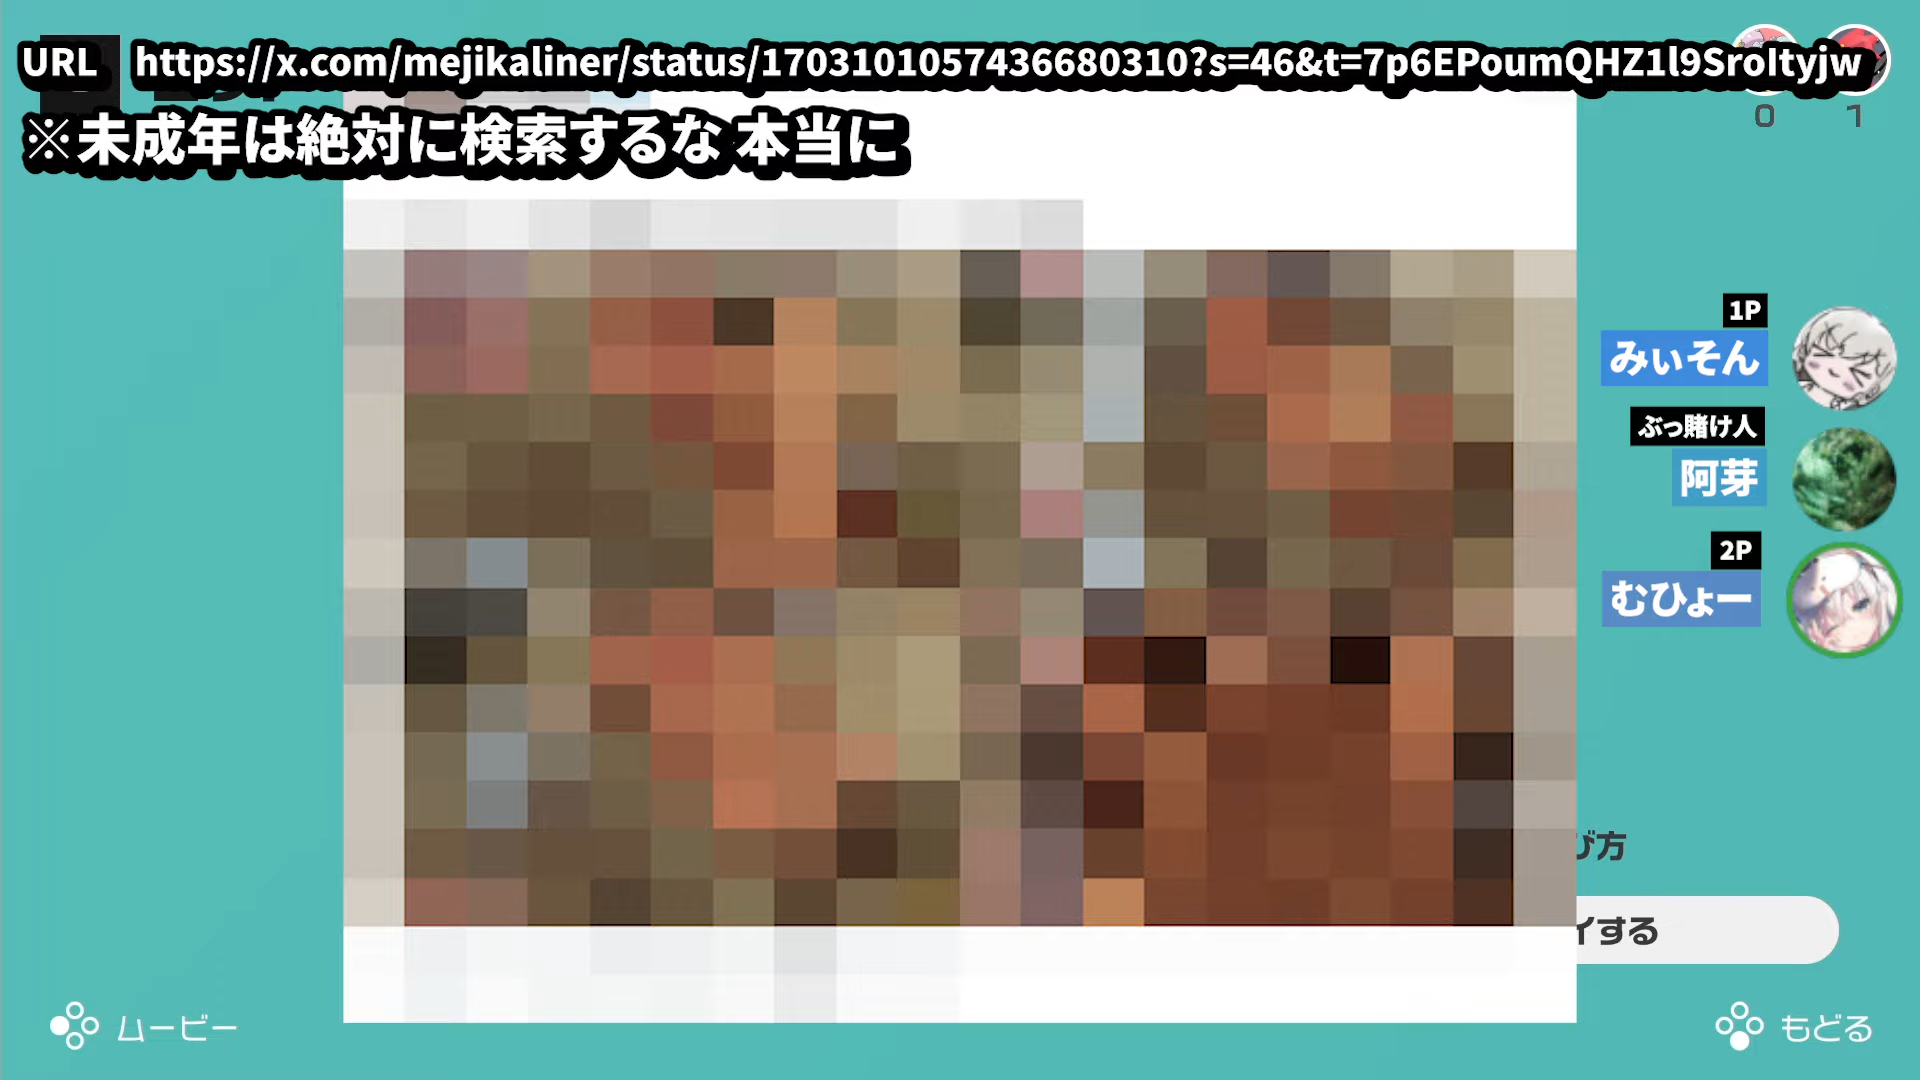 URL https://x.com/mejikaliner/status/1703101057436680310?s=46&t=7p6EPoumQHZ1l9SroItyjw
※未成年は絶対に検索するな 本当に
0 1
1P
みぃそん
ぶっ賭け人
阿芽
2P
むひょー
び方
イする
ムービー
もどる